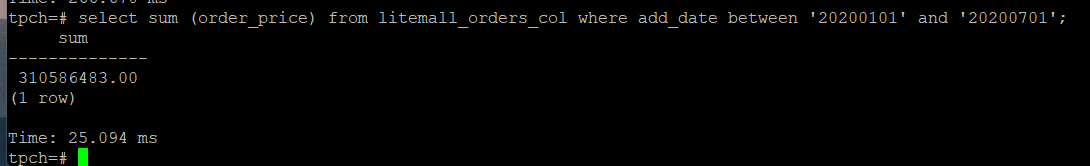 tpch=# select sum (order_price) from litemall_orders_col where add_date between '20200101' and '20200701';
     sum
--------------
 310586483.00
(1 row)

Time: 25.094 ms
tpch=#